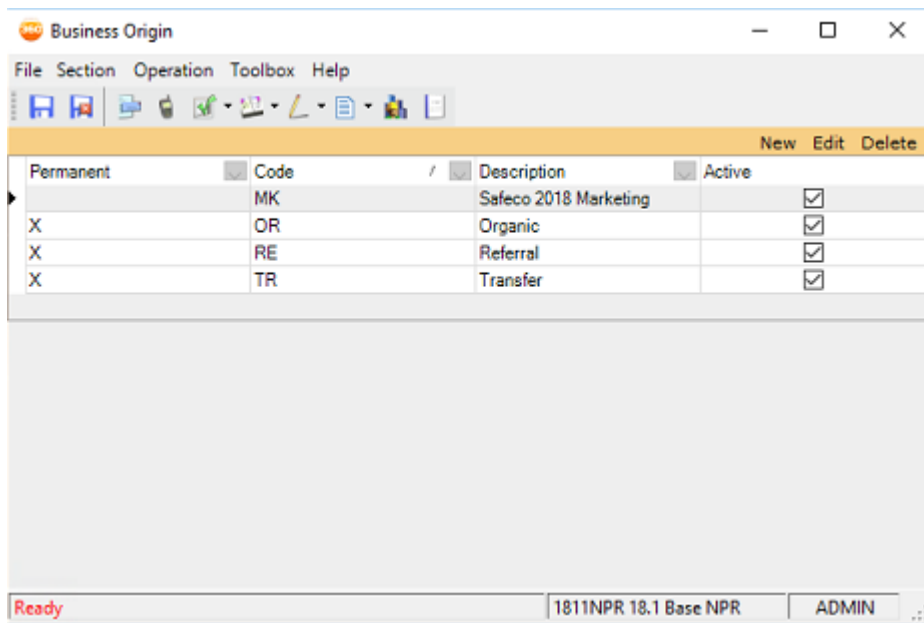 360 Business Origin
File Section Operation Toolbox Help
New Edit Delete
Permanent Code / Description Active
MK Safeco 2018 Marketing
X OR Organic
X RE Referral
X TR Transfer
Ready 1811NPR 18.1 Base NPR ADMIN